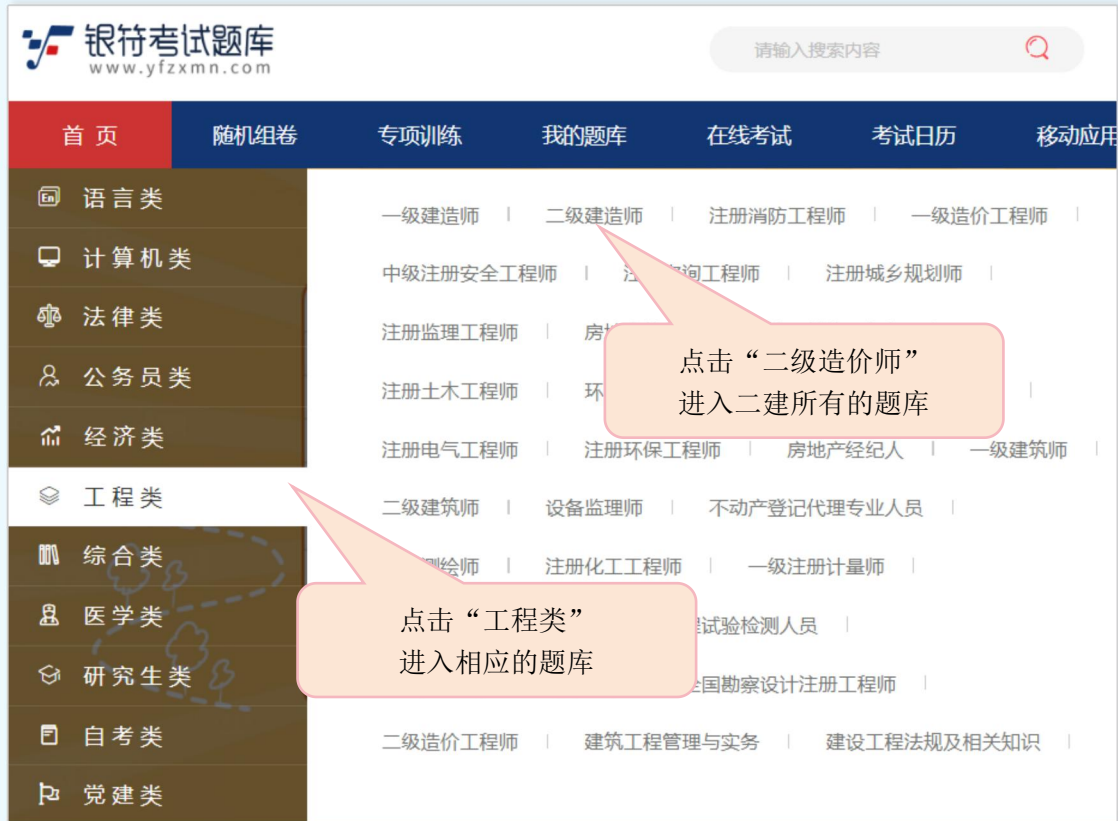 银符考试题库
www.yfzxmn.com
请输入搜索内容
首 页 随机组卷 专项训练 我的题库 在线考试 考试日历 移动应用
En 语言类
计算机类
法律类
公务员类
经济类
工程类
综合类
医学类
研究生类
自考类
党建类
一级建造师 二级建造师 注册消防工程师 一级造价工程师
中级注册安全工程师 注 询工程师 注册城乡规划师
注册监理工程师 房
注册土木工程师 环
注册电气工程师 注册环保工程师 房地产经纪人 一级建筑师
二级建筑师 设备监理师 不动产登记代理专业人员
测绘师 注册化工工程师 一级注册计量师
试验检测人员
全国勘察设计注册工程师
二级造价工程师 建筑工程管理与实务 建设工程法规及相关知识
点击“二级造价师”
进入二建所有的题库
点击“工程类”
进入相应的题库